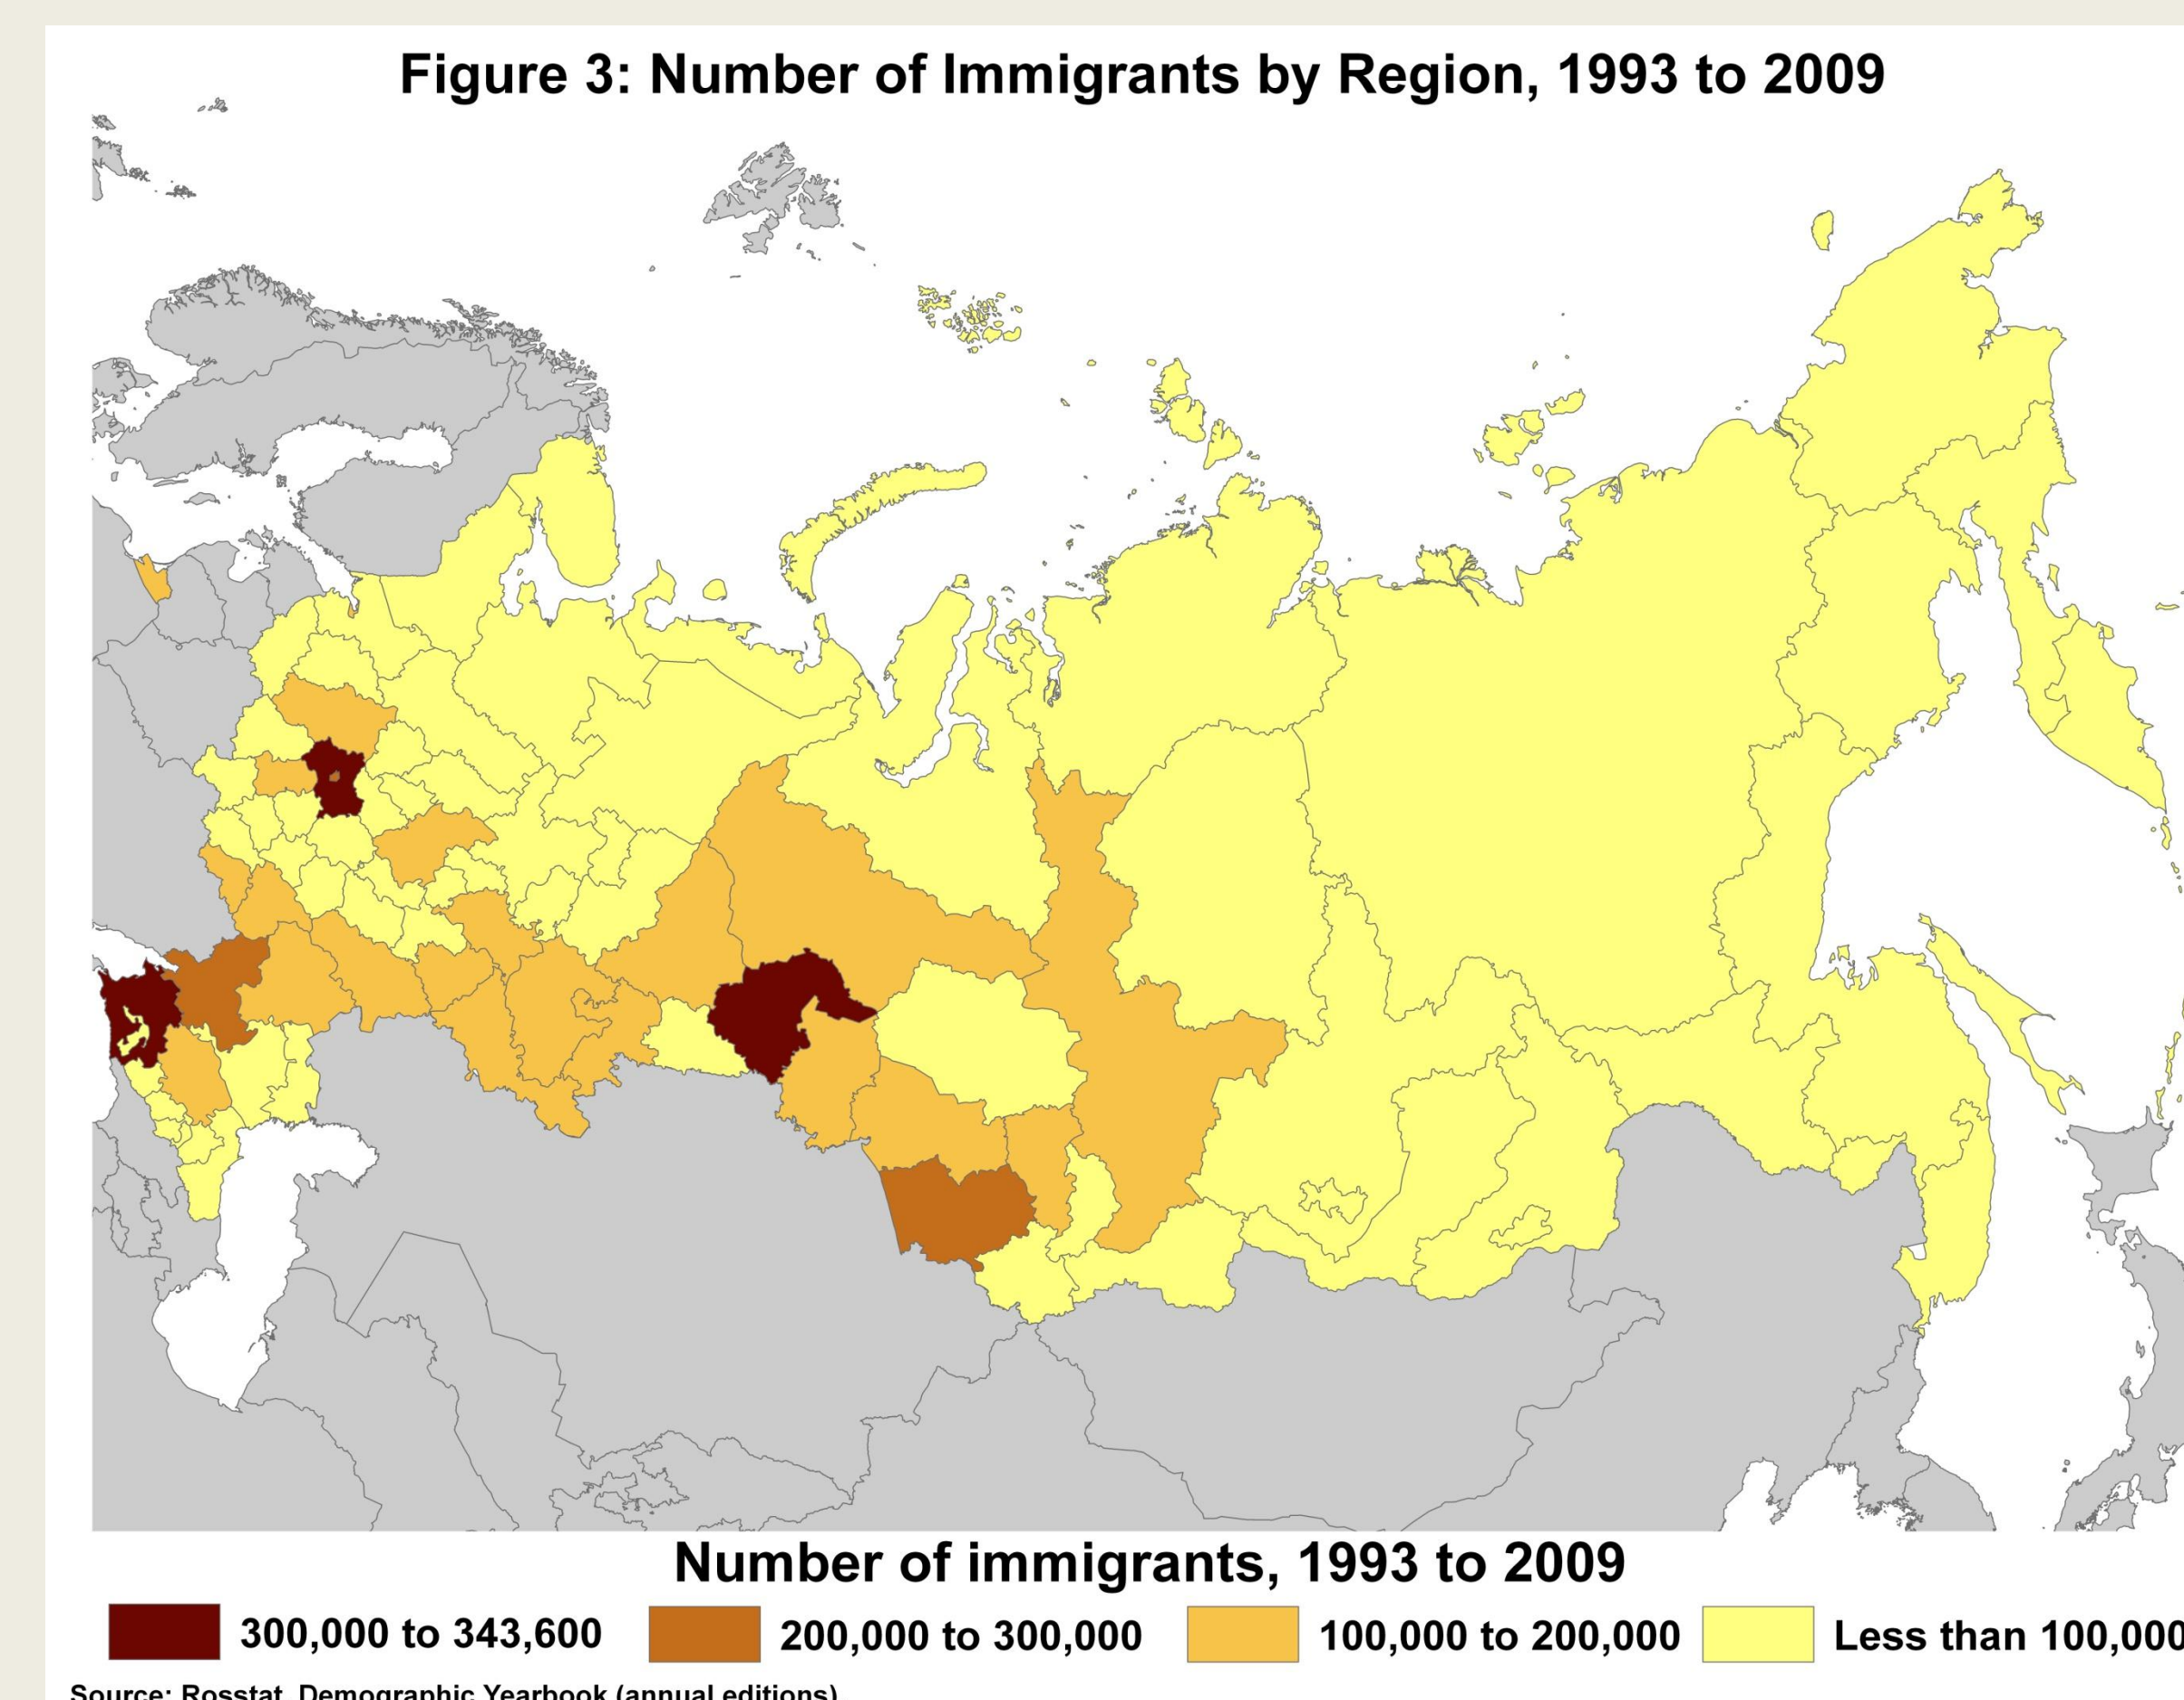 Figure 3: Number of Immigrants by Region, 1993 to 2009
Number of immigrants, 1993 to 2009
300,000 to 343,600
200,000 to 300,000
100,000 to 200,000
Less than 100,000
Source: Rosstat, Demographic Yearbook (annual editions).